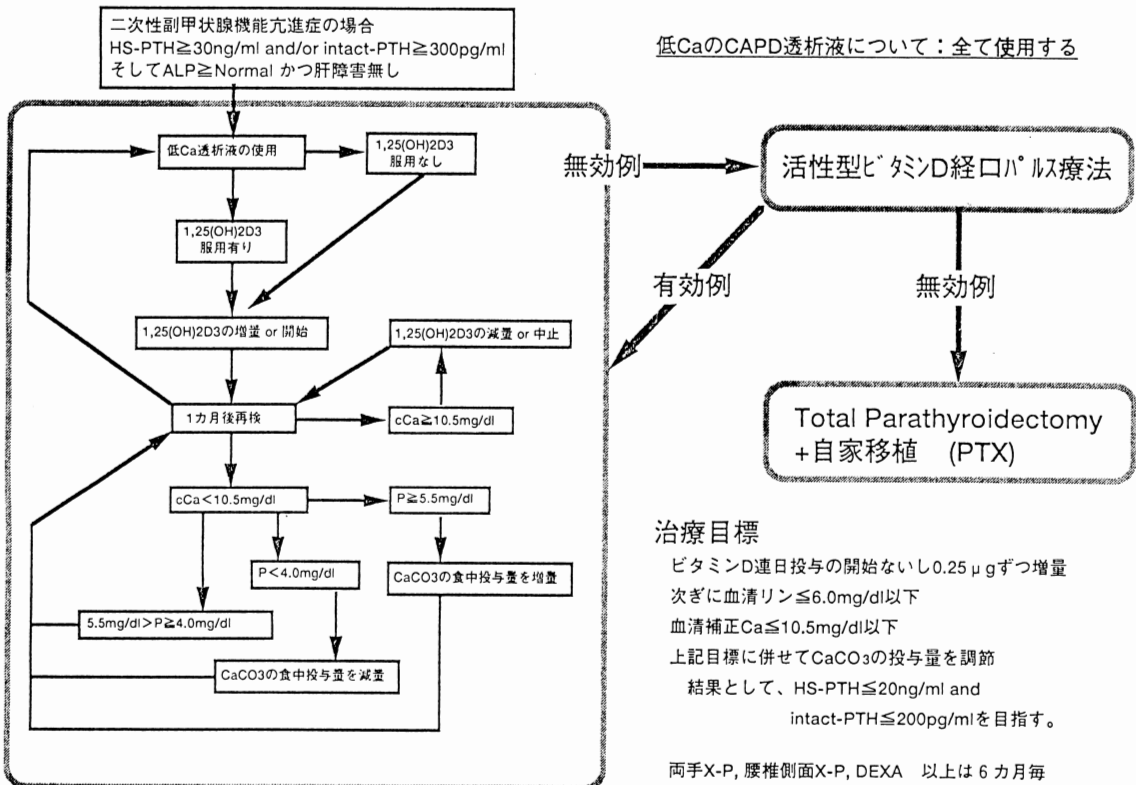 二次性副甲状腺機能亢進症の場合
HS-PTH≧30ng/ml and/or intact-PTH≧300pg/ml
そしてALP≧Normal かつ肝障害無し
低CaのCAPD透析液について：全て使用する
低Ca透析液の使用
1,25(OH)2D3
服用なし
1,25(OH)2D3
服用有り
1,25(OH)2D3の増量 or 開始
1,25(OH)2D3の減量 or 中止
1カ月後再検
cCa≧10.5mg/dl
cCa<10.5mg/dl
P≧5.5mg/dl
P<4.0mg/dl
CaCO3の食中投与量を増量
5.5mg/dl>P≧4.0mg/dl
CaCO3の食中投与量を減量
無効例
活性型ビタミンD経口パルス療法
有効例
無効例
Total Parathyroidectomy
+自家移植 (PTX)
治療目標
ビタミンD連日投与の開始ないし0.25μgずつ増量
次ぎに血清リン≦6.0mg/dl以下
血清補正Ca≦10.5mg/dl以下
上記目標に併せてCaCO3の投与量を調節
結果として、HS-PTH≦20ng/ml and
intact-PTH≦200pg/mlを目指す。
両手X-P, 腰椎側面X-P, DEXA 以上は 6 カ月毎